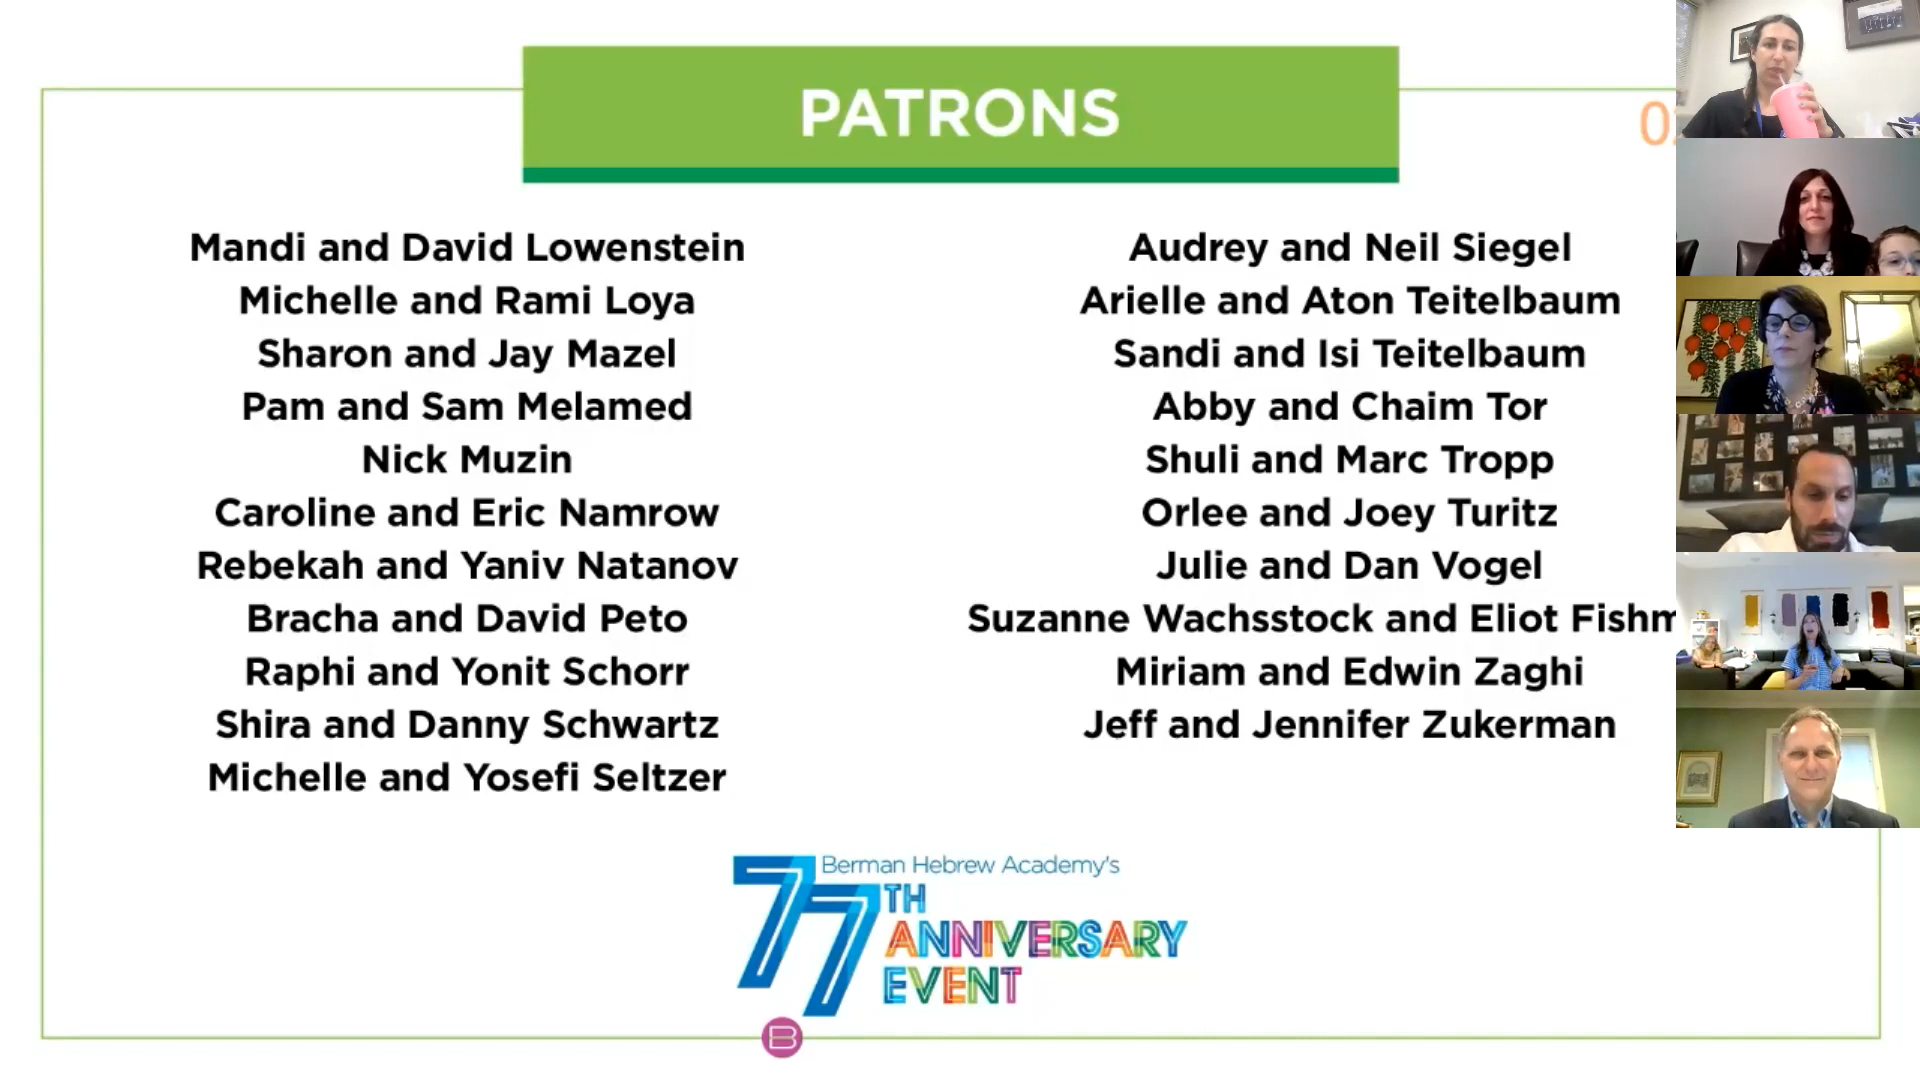 PATRONS
Mandi and David Lowenstein
Michelle and Rami Loya
Sharon and Jay Mazel
Pam and Sam Melamed
Nick Muzin
Caroline and Eric Namrow
Rebekah and Yaniv Natanov
Bracha and David Peto
Raphi and Yonit Schorr
Shira and Danny Schwartz
Michelle and Yosefi Seltzer
Audrey and Neil Siegel
Arielle and Aton Teitelbaum
Sandi and Isi Teitelbaum
Abby and Chaim Tor
Shuli and Marc Tropp
Orlee and Joey Turitz
Julie and Dan Vogel
Suzanne Wachsstock and Eliot Fishm
Miriam and Edwin Zaghi
Jeff and Jennifer Zukerman
Berman Hebrew Academy's
77TH
ANNIVERSARY
EVENT
B